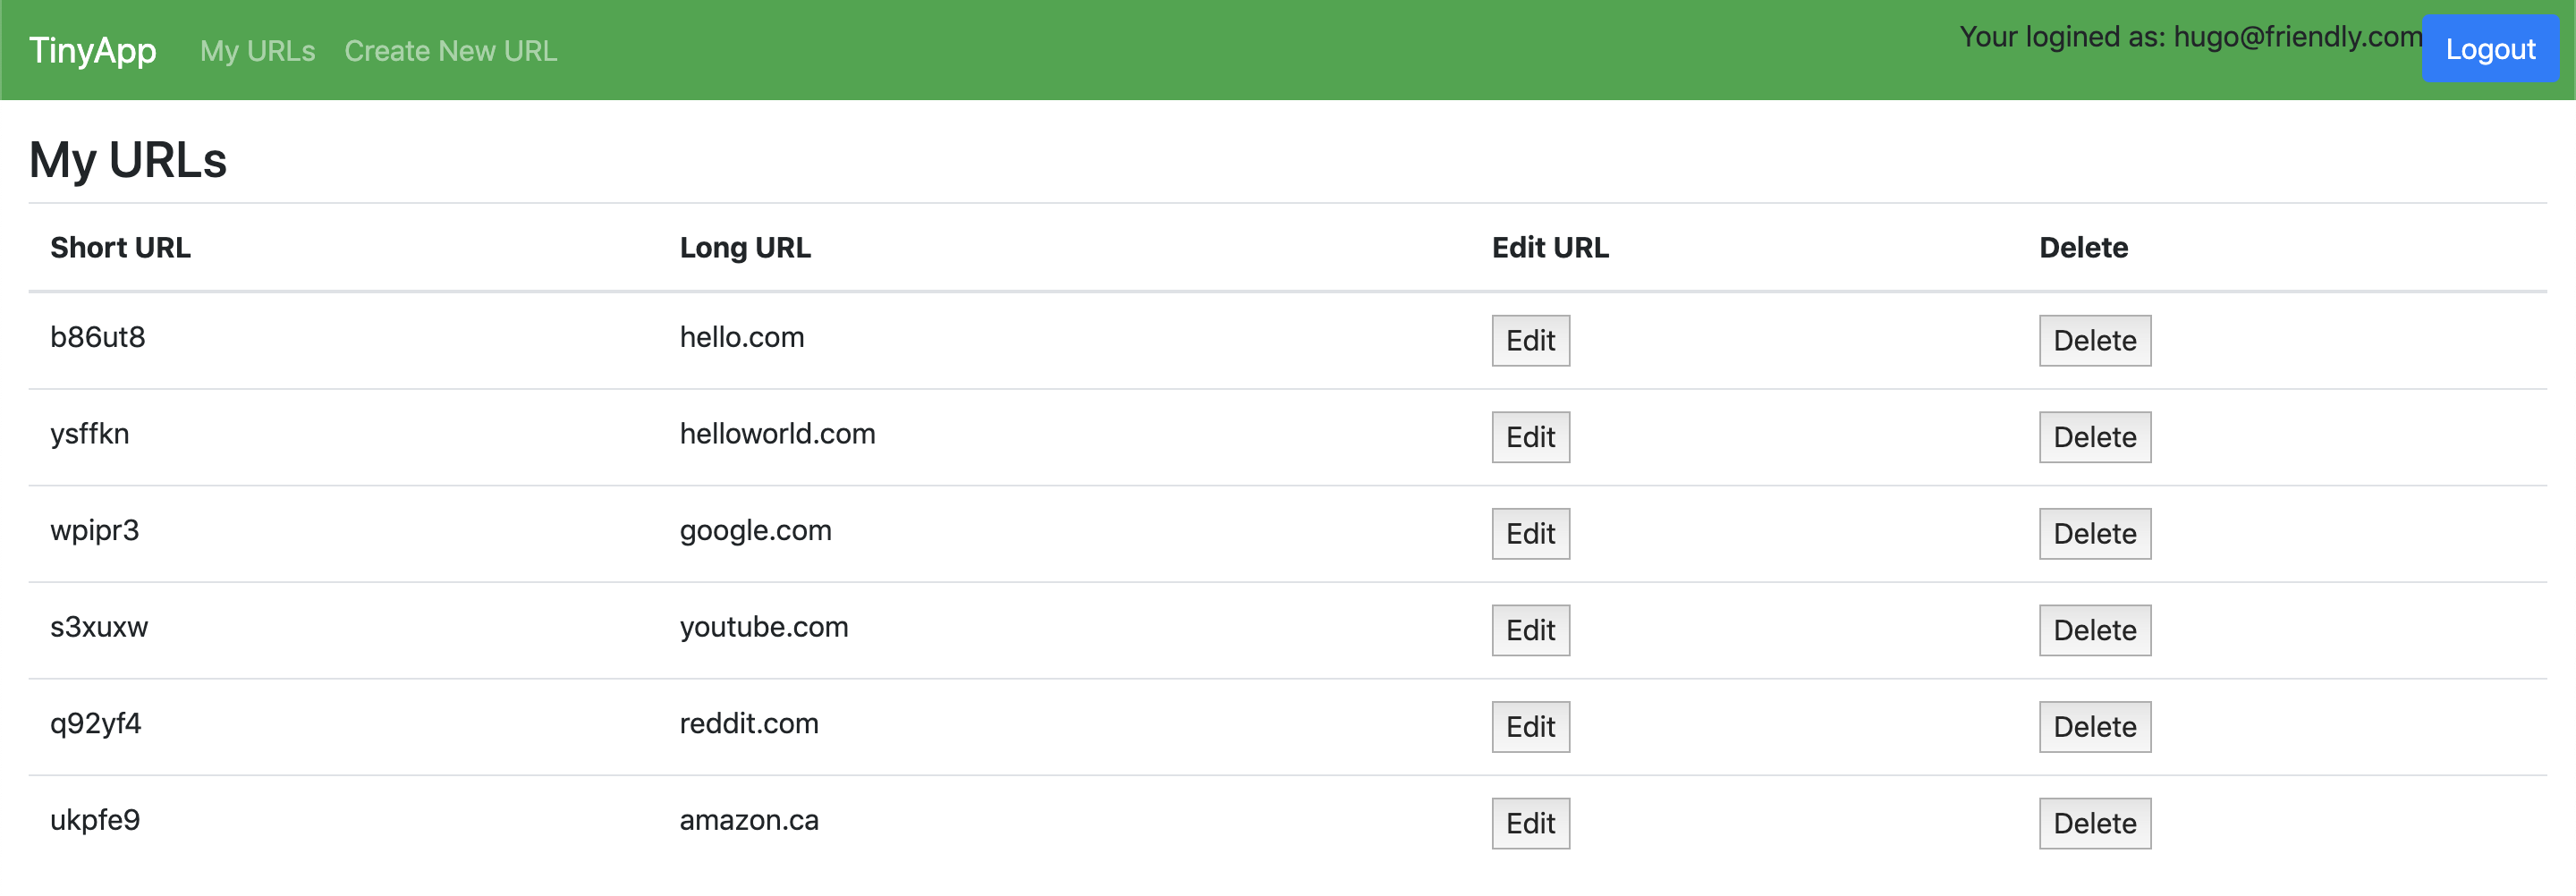 TinyApp My URLs Create New URL Your logined as: hugo@friendly.com Logout
My URLs
Short URL Long URL Edit URL Delete
b86ut8 hello.com Edit Delete
ysffkn helloworld.com Edit Delete
wpipr3 google.com Edit Delete
s3xuxw youtube.com Edit Delete
q92yf4 reddit.com Edit Delete
ukpfe9 amazon.ca Edit Delete